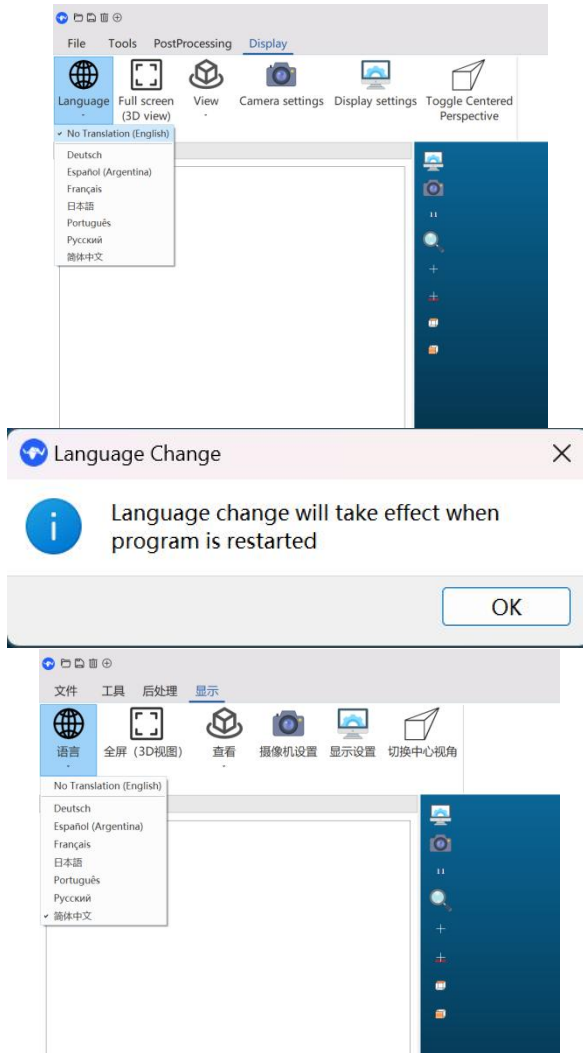 File Tools PostProcessing Display
Language Full screen (3D view) View Camera settings Display settings Toggle Centered Perspective
✓ No Translation (English)
Deutsch
Español (Argentina)
Français
日本語
Português
Русский
简体中文
Language Change
Language change will take effect when
program is restarted
OK
文件 工具 后处理 显示
语言 全屏（3D视图） 查看 摄像机设置 显示设置 切换中心视角
No Translation (English)
Deutsch
Español (Argentina)
Français
日本語
Português
Русский
✓ 简体中文